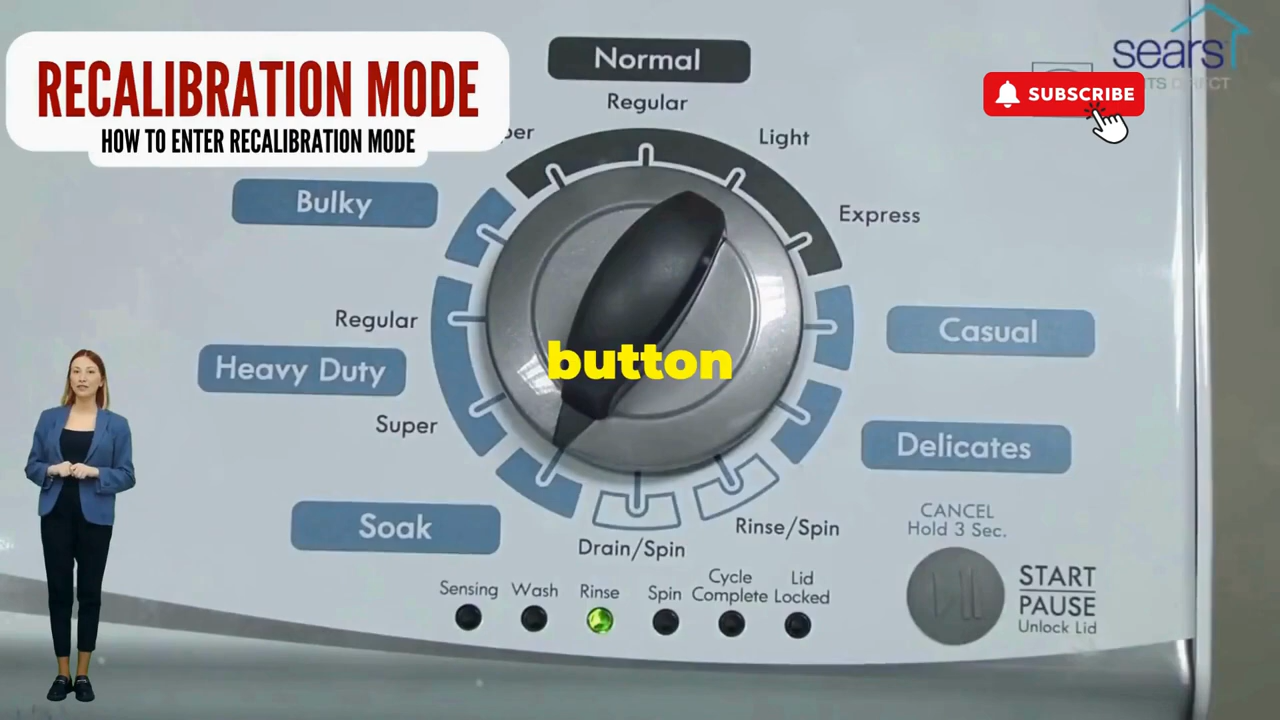 RECALIBRATION MODE
HOW TO ENTER RECALIBRATION MODE
sears
SUBSCRIBE
Normal
Regular
Light
Express
Bulky
Regular
Heavy Duty
Super
button
Casual
Delicates
Soak
Drain/Spin
Rinse/Spin
CANCEL
Hold 3 Sec.
Sensing
Wash
Rinse
Spin
Cycle
Complete
Lid
Locked
START
PAUSE
Unlock Lid